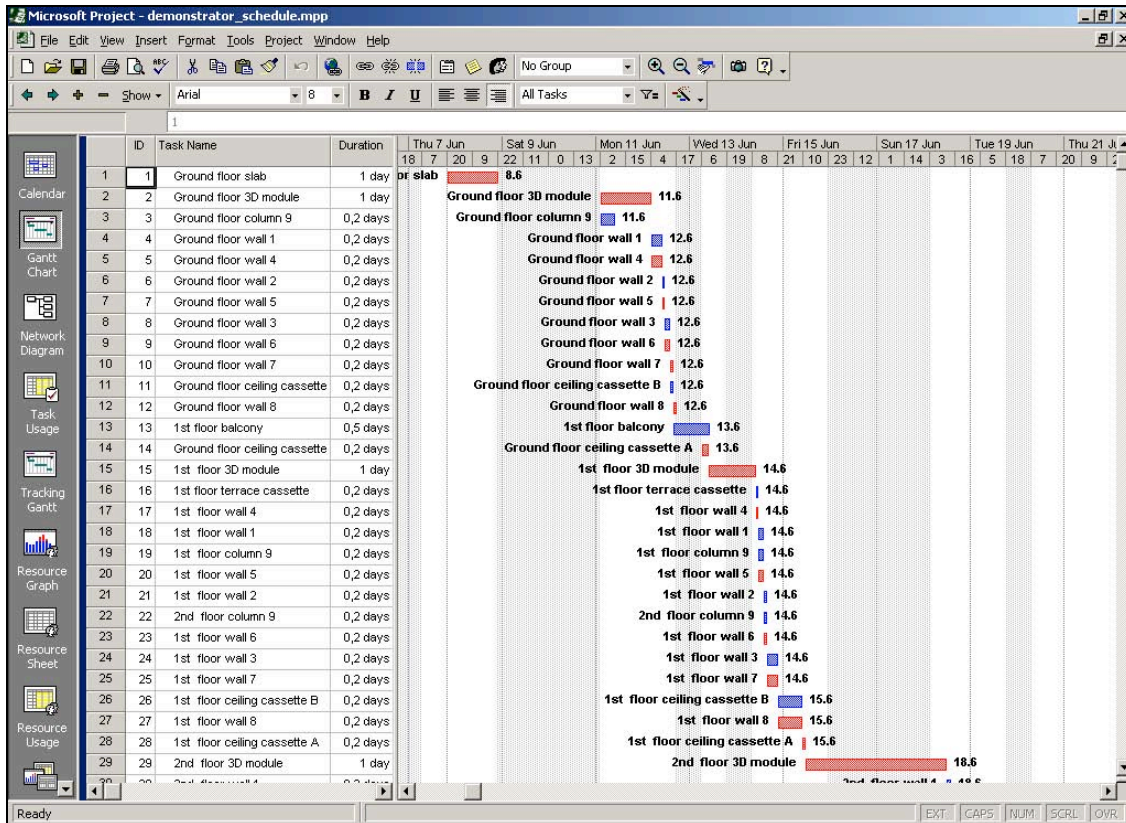 Microsoft Project - demonstrator_schedule.mpp
File Edit View Insert Format Tools Project Window Help
No Group
Show Arial 8 B I U All Tasks
1
ID Task Name Duration Thu 7 Jun Sat 9 Jun Mon 11 Jun Wed 13 Jun Fri 15 Jun Sun 17 Jun Tue 19 Jun Thu 21
18 7 20 9 22 11 0 13 2 15 4 17 6 19 8 21 10 23 12 1 14 3 16 5 18 7 20 9
1 1 Ground floor slab 1 day or slab 8.6
2 2 Ground floor 3D module 1 day Ground floor 3D module 11.6
3 3 Ground floor column 9 0,2 days Ground floor column 9 11.6
4 4 Ground floor wall 1 0,2 days Ground floor wall 1 12.6
5 5 Ground floor wall 4 0,2 days Ground floor wall 4 12.6
6 6 Ground floor wall 2 0,2 days Ground floor wall 2 12.6
7 7 Ground floor wall 5 0,2 days Ground floor wall 5 12.6
8 8 Ground floor wall 3 0,2 days Ground floor wall 3 12.6
9 9 Ground floor wall 6 0,2 days Ground floor wall 6 12.6
10 10 Ground floor wall 7 0,2 days Ground floor wall 7 12.6
11 11 Ground floor ceiling cassette 0,2 days Ground floor ceiling cassette B 12.6
12 12 Ground floor wall 8 0,2 days Ground floor wall 8 12.6
13 13 1st floor balcony 0,5 days 1st floor balcony 13.6
14 14 Ground floor ceiling cassette 0,2 days Ground floor ceiling cassette A 13.6
15 15 1st floor 3D module 1 day 1st floor 3D module 14.6
16 16 1st floor terrace cassette 0,2 days 1st floor terrace cassette 14.6
17 17 1st floor wall 4 0,2 days 1st floor wall 4 14.6
18 18 1st floor wall 1 0,2 days 1st floor wall 1 14.6
19 19 1st floor column 9 0,2 days 1st floor column 9 14.6
20 20 1st floor wall 5 0,2 days 1st floor wall 5 14.6
21 21 1st floor wall 2 0,2 days 1st floor wall 2 14.6
22 22 2nd floor column 9 0,2 days 2nd floor column 9 14.6
23 23 1st floor wall 6 0,2 days 1st floor wall 6 14.6
24 24 1st floor wall 3 0,2 days 1st floor wall 3 14.6
25 25 1st floor wall 7 0,2 days 1st floor wall 7 14.6
26 26 1st floor ceiling cassette B 0,2 days 1st floor ceiling cassette B 15.6
27 27 1st floor wall 8 0,2 days 1st floor wall 8 15.6
28 28 1st floor ceiling cassette A 0,2 days 1st floor ceiling cassette A 15.6
29 29 2nd floor 3D module 1 day 2nd floor 3D module 18.6
Calendar
Gantt
Chart
Network
Diagram
Task
Usage
Tracking
Gantt
Resource
Graph
Resource
Sheet
Resource
Usage
Ready EXT CAPS NUM SCRL OVR